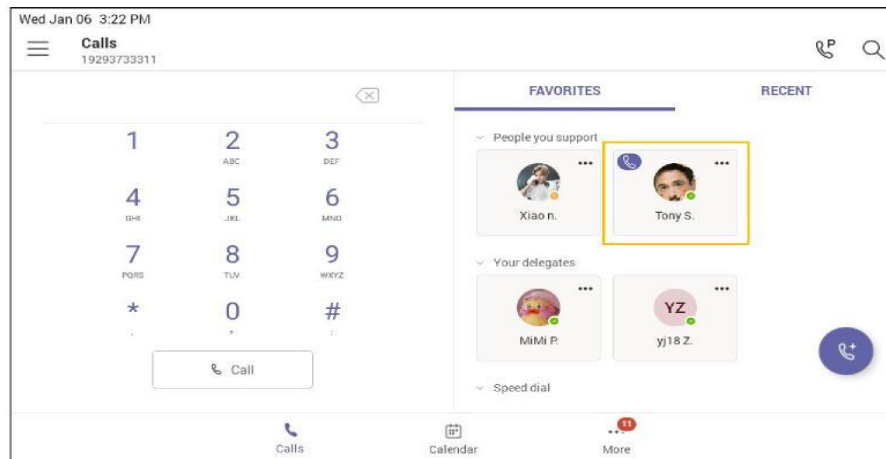 Wed Jan 06 3:22 PM
Calls
19293733311
P
FAVORITES
RECENT
1 2 3
ABC DEF
4 5 6
GHI JKL MNO
7 8 9
PQRS TUV WXYZ
* 0 #
+
Call
People you support
Xiao n.
Tony S.
Your delegates
YZ
MiMi P.
yj18 Z.
Speed dial
Calls
Calendar
11
More